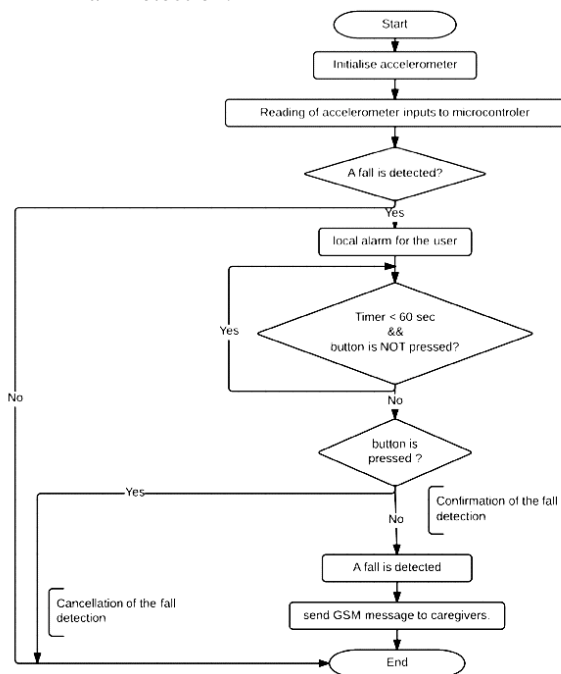 Start
Initialise accelerometer
Reading of accelerometer inputs to microcontroler
A fall is detected?
Yes
local alarm for the user
Timer < 60 sec
&&
button is NOT pressed?
Yes
No
No
button is
pressed ?
Yes
Confirmation of the fall
detection
No
A fall is detected
Cancellation of the fall
detection
send GSM message to caregivers.
End